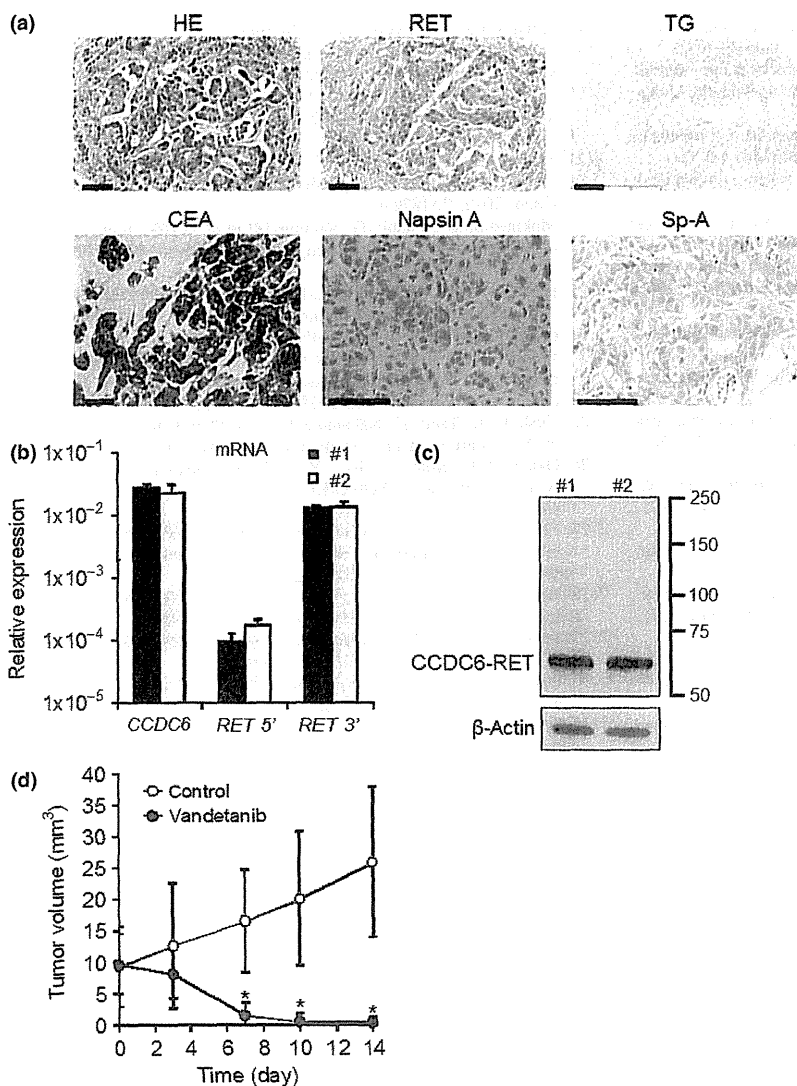 (a)
HE RET TG
CEA Napsin A Sp-A
(b)
mRNA
#1
#2
1x10⁻¹
1x10⁻²
1x10⁻³
1x10⁻⁴
1x10⁻⁵
Relative expression
CCDC6 RET 5' RET 3'
(c)
#1 #2
250
150
100
75
50
CCDC6-RET
β-Actin
(d)
Control
Vandetanib
40
35
30
25
20
15
10
5
0
Tumor volume (mm³)
* * *
0 2 4 6 8 10 12 14
Time (day)